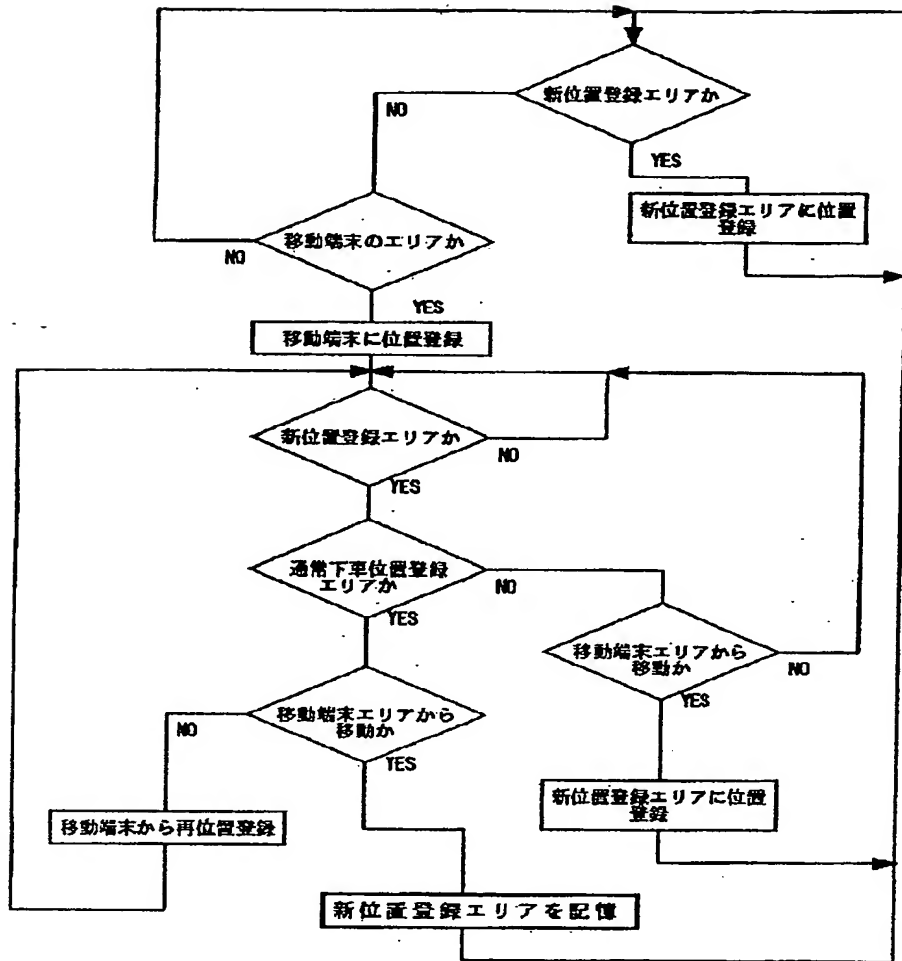 新位置登録エリアか
NO
YES
新位置登録エリアに位置
登録
移動端末のエリアか
NO
YES
移動端末に位置登録
新位置登録エリアか
NO
YES
通常下車位置登録
エリアか
NO
YES
移動端末エリアから
移動か
NO
YES
移動端末エリアから
移動か
NO
YES
新位置登録エリアに位置
登録
移動端末から再位置登録
新位置登録エリアを記憶